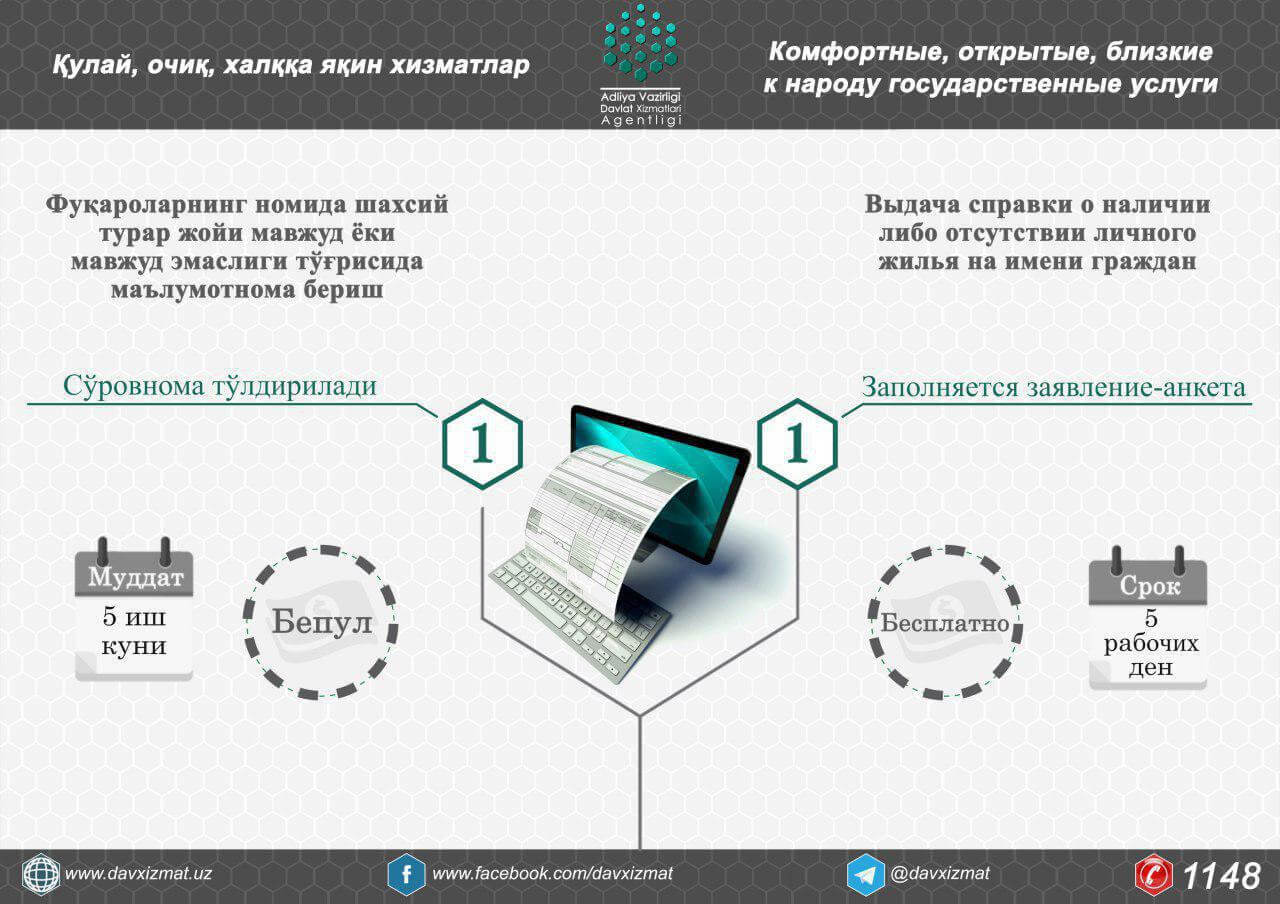 Қулай, очиқ, халққа яқин хизматлар
Adliya Vazirligi
Davlat Xizmatlari
Agentligi
Комфортные, открытые, близкие
к народу государственные услуги
Фуқароларнинг номида шахсий
турар жойи мавжуд ёки
мавжуд эмаслиги тўғрисида
маълумотнома бериш
Выдача справки о наличии
либо отсутствии личного
жилья на имени граждан
Сўровнома тўлдирилади
1
1
Заполняется заявление-анкета
Муддат
5 иш
куни
Бепул
Бесплатно
Срок
5
рабочих
ден
www.davxizmat.uz
www.facebook.com/davxizmat
@davxizmat
1148